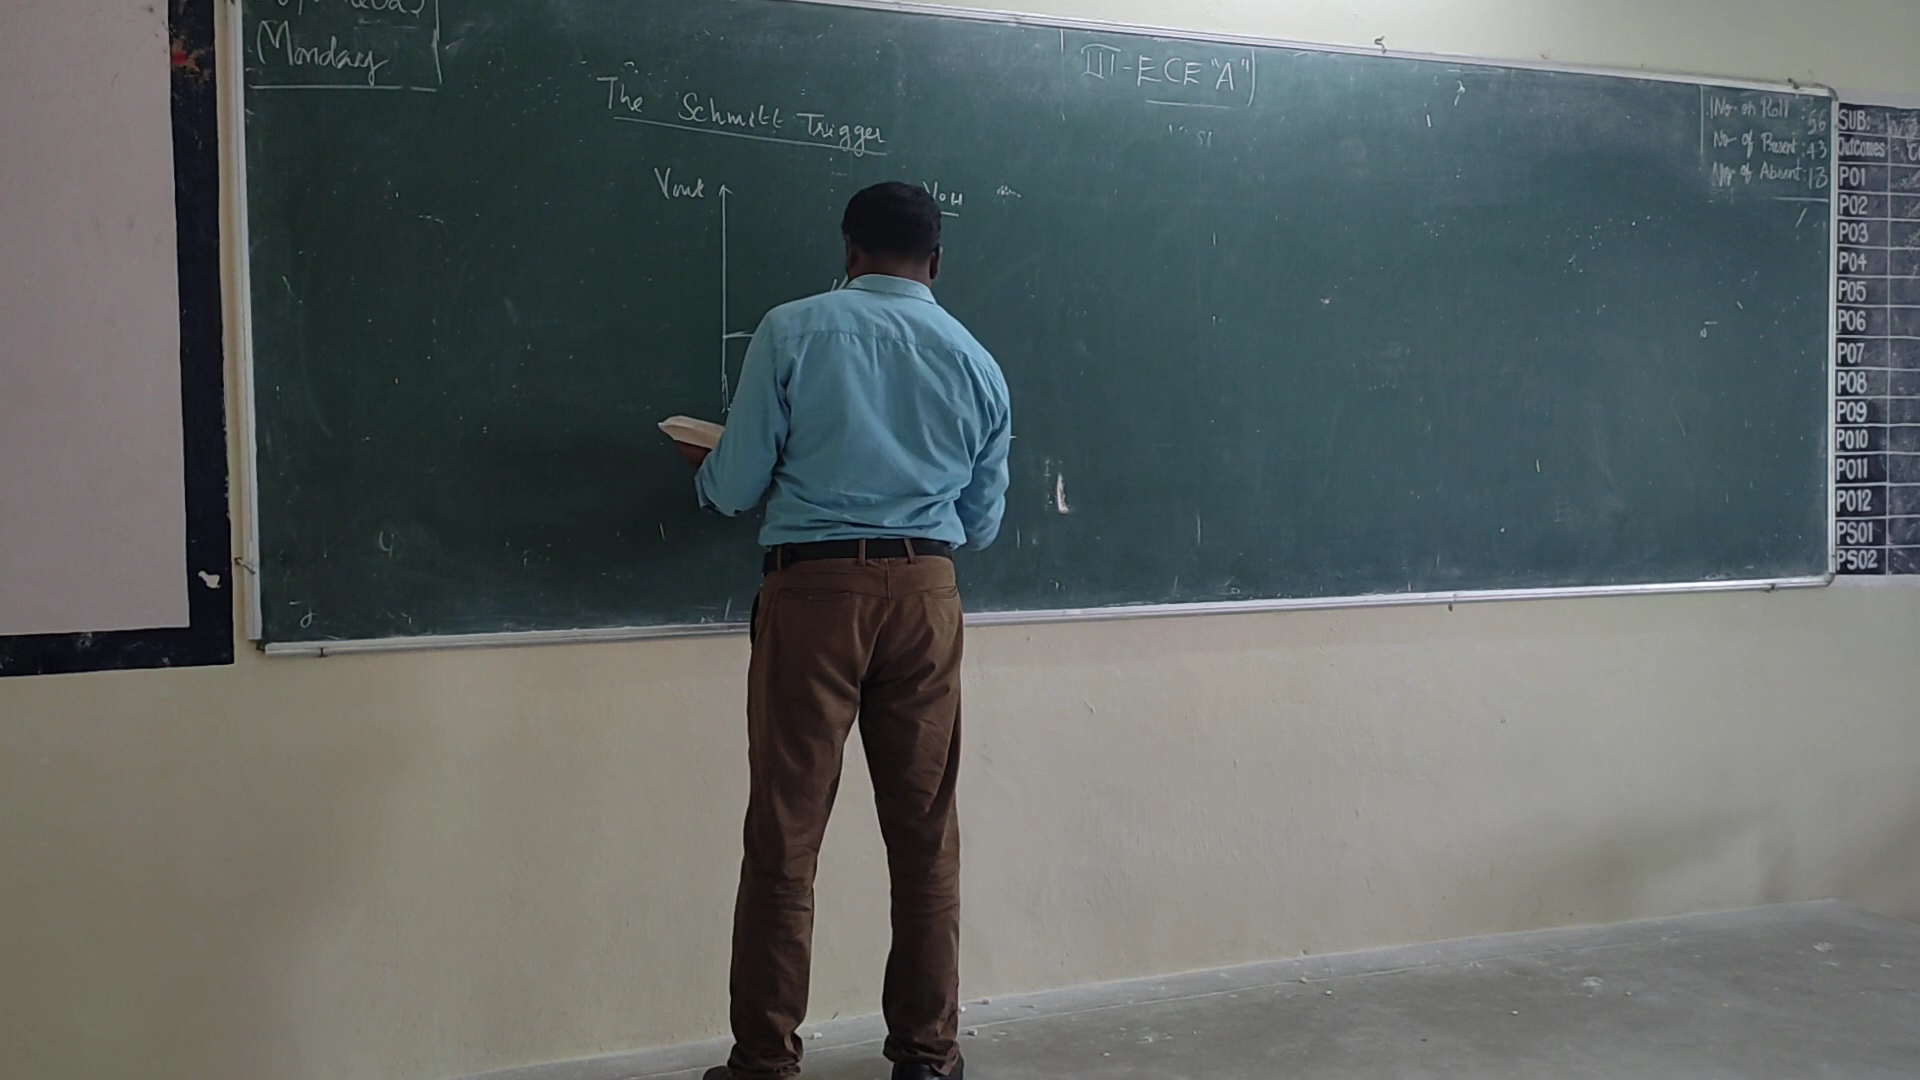 Monday
The Schmitt Trigger
III-ECE "A"
No on Roll : 56
No of Present : 43
No of Absent : 13
Vout
VOH
SUB:
Outcomes
PO1
PO2
PO3
PO4
PO5
PO6
PO7
PO8
PO9
PO10
PO11
PO12
PSO1
PSO2